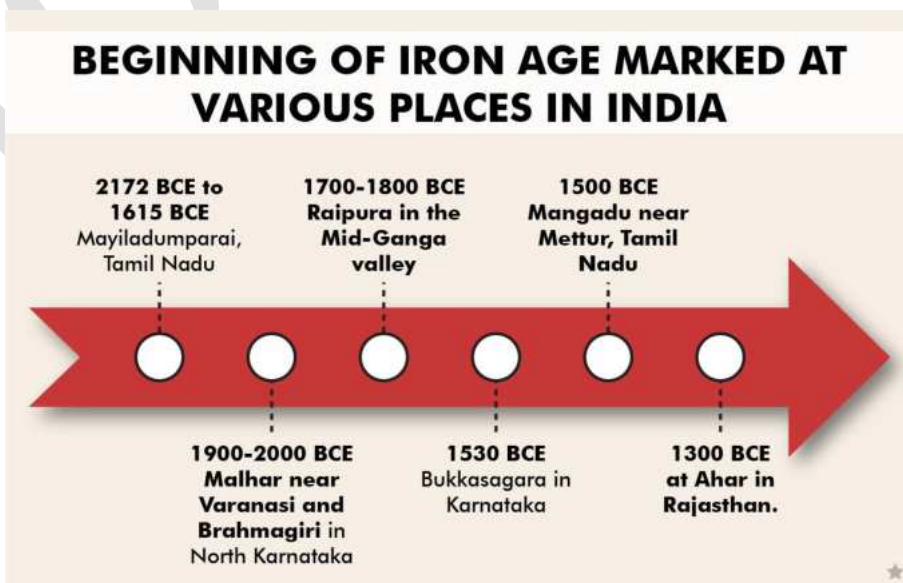 BEGINNING OF IRON AGE MARKED AT
VARIOUS PLACES IN INDIA
2172 BCE to
1615 BCE
Mayiladumparai,
Tamil Nadu
1700-1800 BCE
Raipura in the
Mid-Ganga
valley
1500 BCE
Mangadu near
Mettur, Tamil
Nadu
1900-2000 BCE
Malhar near
Varanasi and
Brahmagiri in
North Karnataka
1530 BCE
Bukkasagara in
Karnataka
1300 BCE
at Ahar in
Rajasthan.